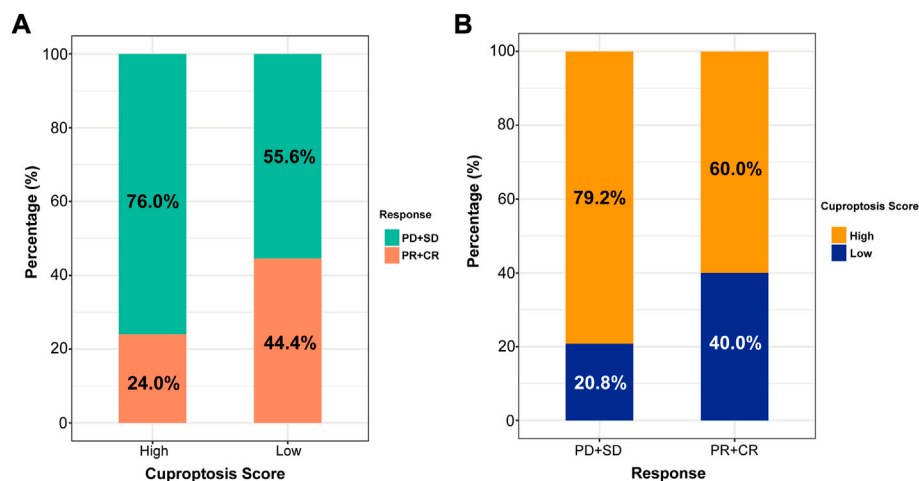 A
Percentage (%)
100
80
60
40
20
0
76.0%
24.0%
55.6%
44.4%
High
Low
Cuproptosis Score
Response
PD+SD
PR+CR
B
Percentage (%)
100
80
60
40
20
0
79.2%
20.8%
60.0%
40.0%
PD+SD
PR+CR
Response
Cuproptosis Score
High
Low